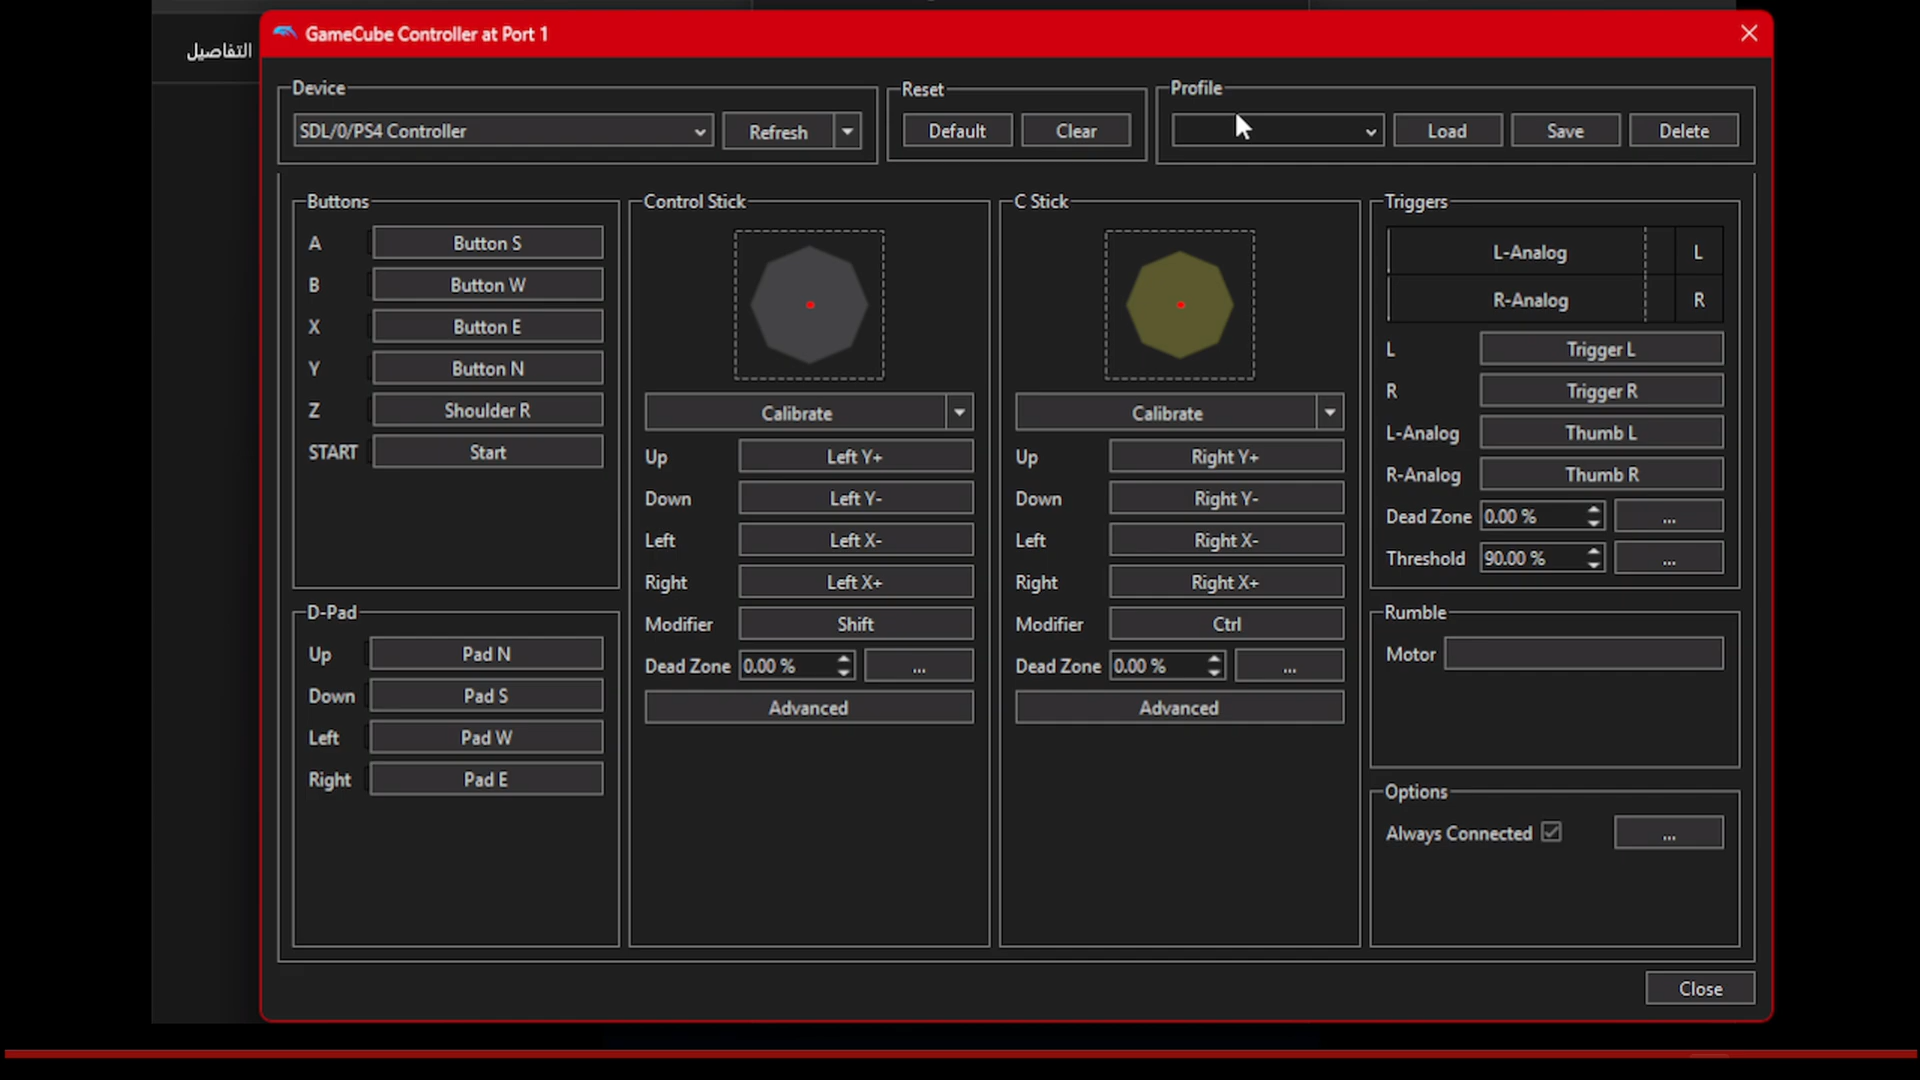 GameCube Controller at Port 1
التفاصيل
Device
SDL/0/PS4 Controller
Refresh
Reset
Default
Clear
Profile
Load
Save
Delete
Buttons
A Button S
B Button W
X Button E
Y Button N
Z Shoulder R
START Start
D-Pad
Up Pad N
Down Pad S
Left Pad W
Right Pad E
Control Stick
Calibrate
Up Left Y+
Down Left Y-
Left Left X-
Right Left X+
Modifier Shift
Dead Zone 0.00 % ...
Advanced
C Stick
Calibrate
Up Right Y+
Down Right Y-
Left Right X-
Right Right X+
Modifier Ctrl
Dead Zone 0.00 % ...
Advanced
Triggers
L-Analog L
R-Analog R
L Trigger L
R Trigger R
L-Analog Thumb L
R-Analog Thumb R
Dead Zone 0.00 % ...
Threshold 90.00 % ...
Rumble
Motor
Options
Always Connected ...
Close